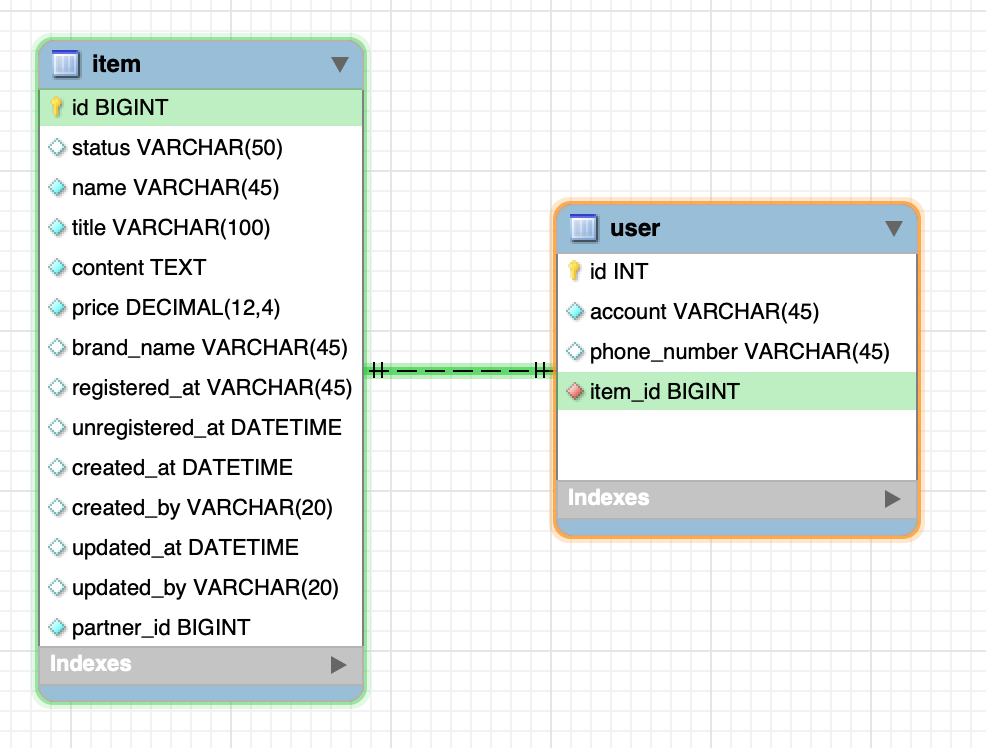 item
id BIGINT
status VARCHAR(50)
name VARCHAR(45)
title VARCHAR(100)
content TEXT
price DECIMAL(12,4)
brand_name VARCHAR(45)
registered_at VARCHAR(45)
unregistered_at DATETIME
created_at DATETIME
created_by VARCHAR(20)
updated_at DATETIME
updated_by VARCHAR(20)
partner_id BIGINT
Indexes
user
id INT
account VARCHAR(45)
phone_number VARCHAR(45)
item_id BIGINT
Indexes